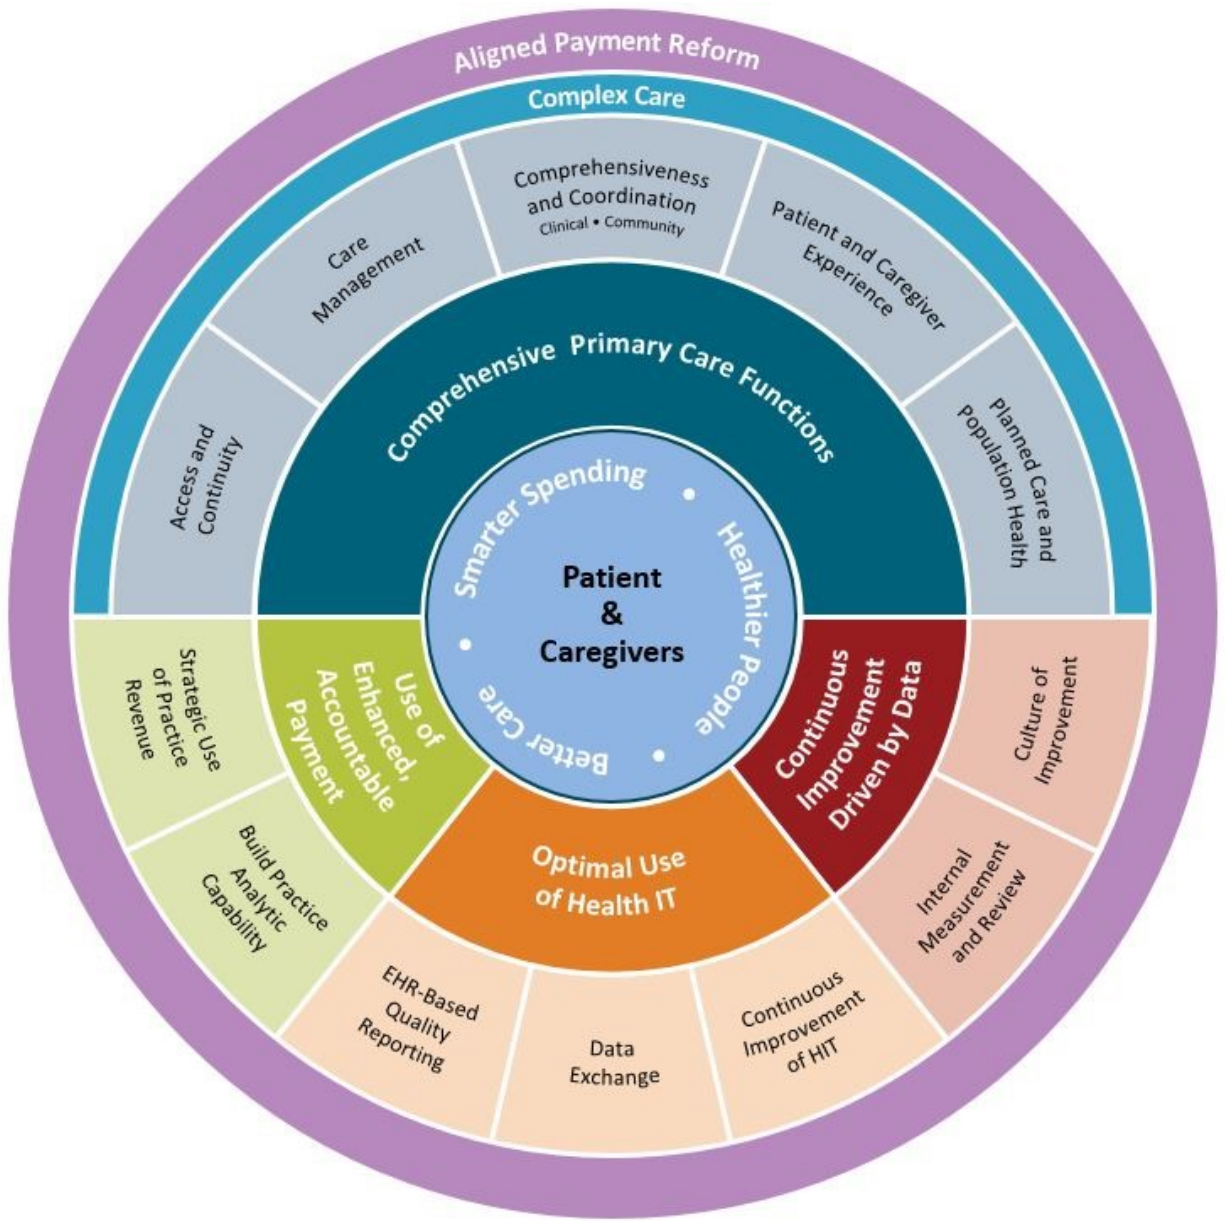 Aligned Payment Reform
Complex Care
Comprehensiveness
and Coordination
Clinical • Community
Care
Management
Patient and Caregiver
Experience
Access and
Continuity
Planned Care and
Population Health
Comprehensive Primary Care Functions
Smarter Spending •
Healthier People •
Better Care •
Patient
&
Caregivers
Use of
Enhanced,
Accountable
Payment
Continuous
Improvement
Driven by Data
Optimal Use
of Health IT
Strategic Use
of Practice
Revenue
Build Practice
Analytic
Capability
EHR-Based
Quality
Reporting
Data
Exchange
Continuous
Improvement
of HIT
Internal
Measurement
and Review
Culture of
Improvement